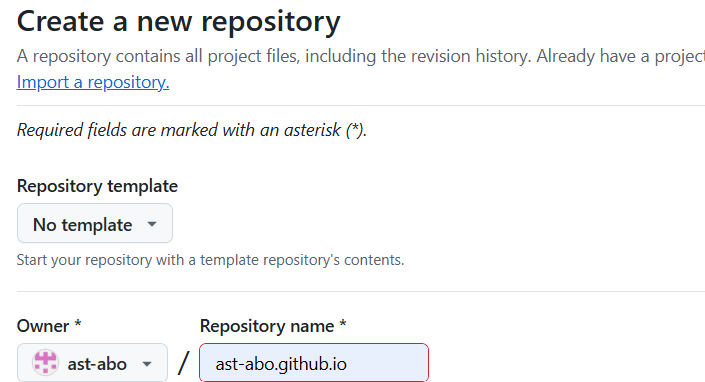 Create a new repository
A repository contains all project files, including the revision history. Already have a project
Import a repository.
Required fields are marked with an asterisk (*).
Repository template
No template
Start your repository with a template repository's contents.
Owner * Repository name *
ast-abo / ast-abo.github.io